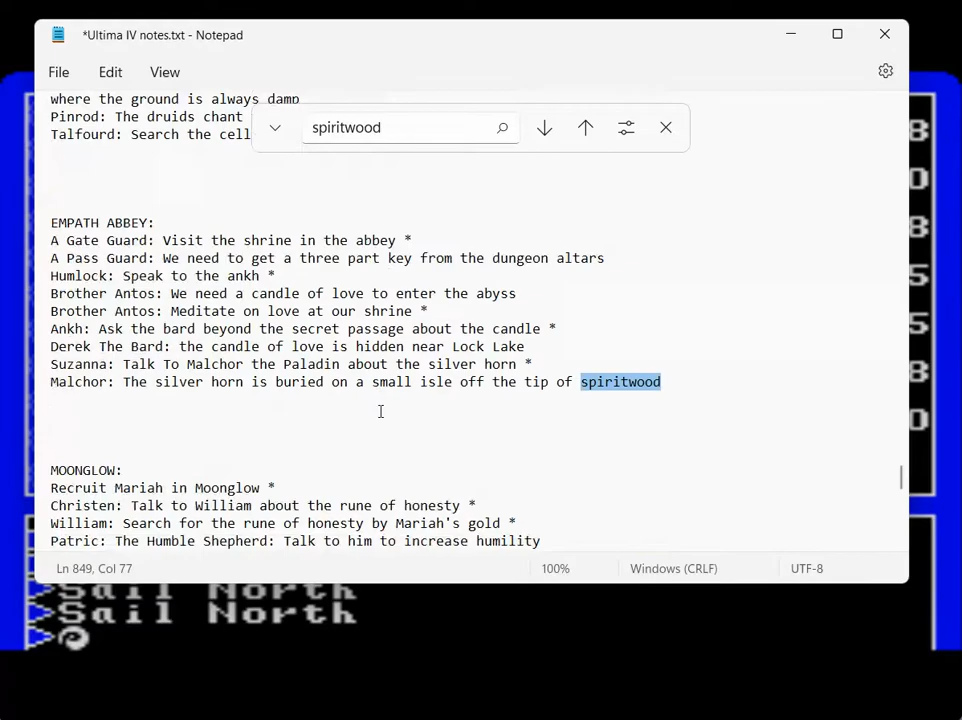 *Ultima IV notes.txt - Notepad
File Edit View
where the ground is always damp
spiritwood
Pinrod: The druids chant
Talfourd: Search the cell
EMPATH ABBEY:
A Gate Guard: Visit the shrine in the abbey *
A Pass Guard: We need to get a three part key from the dungeon altars
Humlock: Speak to the ankh *
Brother Antos: We need a candle of love to enter the abyss
Brother Antos: Meditate on love at our shrine *
Ankh: Ask the bard beyond the secret passage about the candle *
Derek The Bard: the candle of love is hidden near Lock Lake
Suzanna: Talk To Malchor the Paladin about the silver horn *
Malchor: The silver horn is buried on a small isle off the tip of spiritwood
MOONGLOW:
Recruit Mariah in Moonglow *
Christen: Talk to William about the rune of honesty *
William: Search for the rune of honesty by Mariah's gold *
Patric: The Humble Shepherd: Talk to him to increase humility
Ln 849, Col 77 100% Windows (CRLF) UTF-8
8
0
8
5
8
0
>Sail North
>Sail North
>